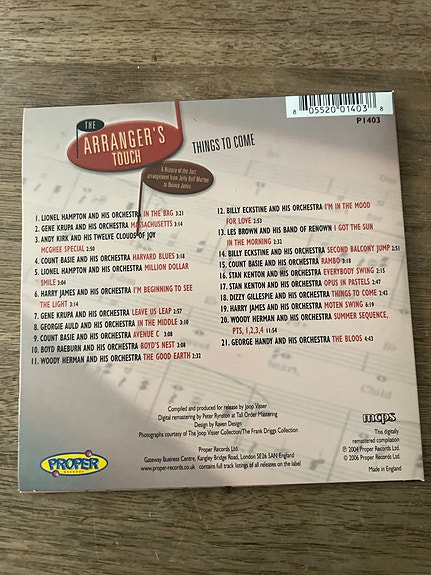 8 05520 01403 8
P1403
THE
ARRANGER'S
TOUCH
THINGS TO COME
A History of the Jazz
arrangement from Jelly Roll Morton
to Quincy Jones
1. LIONEL HAMPTON AND HIS ORCHESTRA IN THE BAG 3:21
2. GENE KRUPA AND HIS ORCHESTRA MASSACHUSETTS 3:14
3. ANDY KIRK AND HIS TWELVE CLOUDS OF JOY
MCGHEE SPECIAL 2:50
4. COUNT BASIE AND HIS ORCHESTRA HARVARD BLUES 3:18
5. LIONEL HAMPTON AND HIS ORCHESTRA MILLION DOLLAR
SMILE 3:04
6. HARRY JAMES AND HIS ORCHESTRA I'M BEGINNING TO SEE
THE LIGHT 3:14
7. GENE KRUPA AND HIS ORCHESTRA LEAVE US LEAP 2:57
8. GEORGIE AULD AND HIS ORCHESTRA IN THE MIDDLE 3:10
9. COUNT BASIE AND HIS ORCHESTRA AVENUE C 3:08
10. BOYD RAEBURN AND HIS ORCHESTRA BOYD'S NEST 3:08
11. WOODY HERMAN AND HIS ORCHESTRA THE GOOD EARTH 2:32
12. BILLY ECKSTINE AND HIS ORCHESTRA I'M IN THE MOOD
FOR LOVE 2:53
13. LES BROWN AND HIS BAND OF RENOWN I GOT THE SUN
IN THE MORNING 2:32
14. BILLY ECKSTINE AND HIS ORCHESTRA SECOND BALCONY JUMP 2:51
15. COUNT BASIE AND HIS ORCHESTRA RAMBO 3:18
16. STAN KENTON AND HIS ORCHESTRA EVERYBODY SWING 2:15
17. STAN KENTON AND HIS ORCHESTRA OPUS IN PASTELS 2:47
18. DIZZY GILLESPIE AND HIS ORCHESTRA THINGS TO COME 2:42
19. HARRY JAMES AND HIS ORCHESTRA MOTEN SWING 6:19
20. WOODY HERMAN AND HIS ORCHESTRA SUMMER SEQUENCE,
PTS, 1,2,3,4 11:54
21. GEORGE HANDY AND HIS ORCHESTRA THE BLOOS 4:43
Compiled and produced for release by Joop Visser
Digital remastering by Peter Rynston at Tall Order Mastering
Design by Raven Design
Photographs courtesy of The Joop Visser Collection/The Frank Driggs Collection
Proper Records Ltd.
Gateway Business Centre, Kangley Bridge Road, London SE26 5AN England
www.proper-records.co.uk contains full track listings of all releases on the label
PROPER
RECORDS
mcps
This digitally
remastered compilation
℗ 2004 Proper Records Ltd.
© 2006 Proper Records Ltd.
Made in England